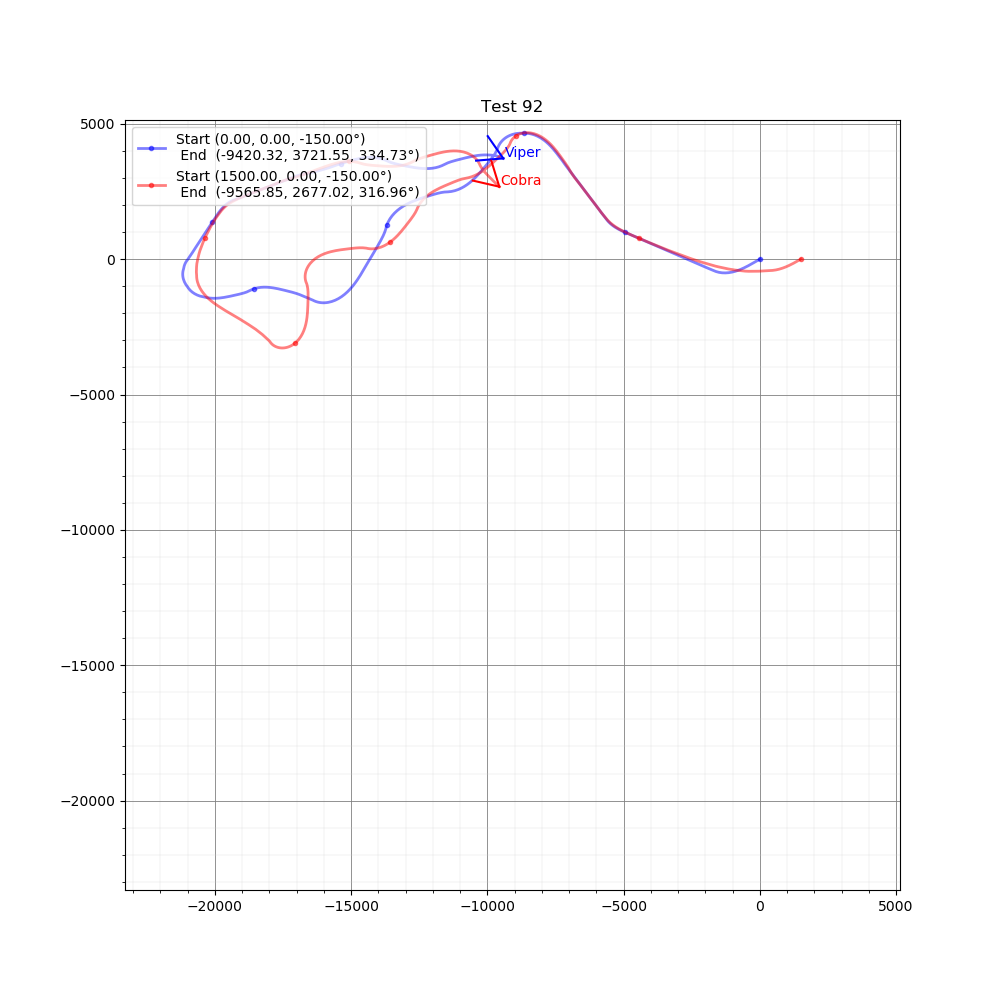 Test 92
Start (0.00, 0.00, -150.00°)
End  (-9420.32, 3721.55, 334.73°)
Start (1500.00, 0.00, -150.00°)
End  (-9565.85, 2677.02, 316.96°)
Viper
Cobra
5000
0
−5000
−10000
−15000
−20000
−20000
−15000
−10000
−5000
0
5000